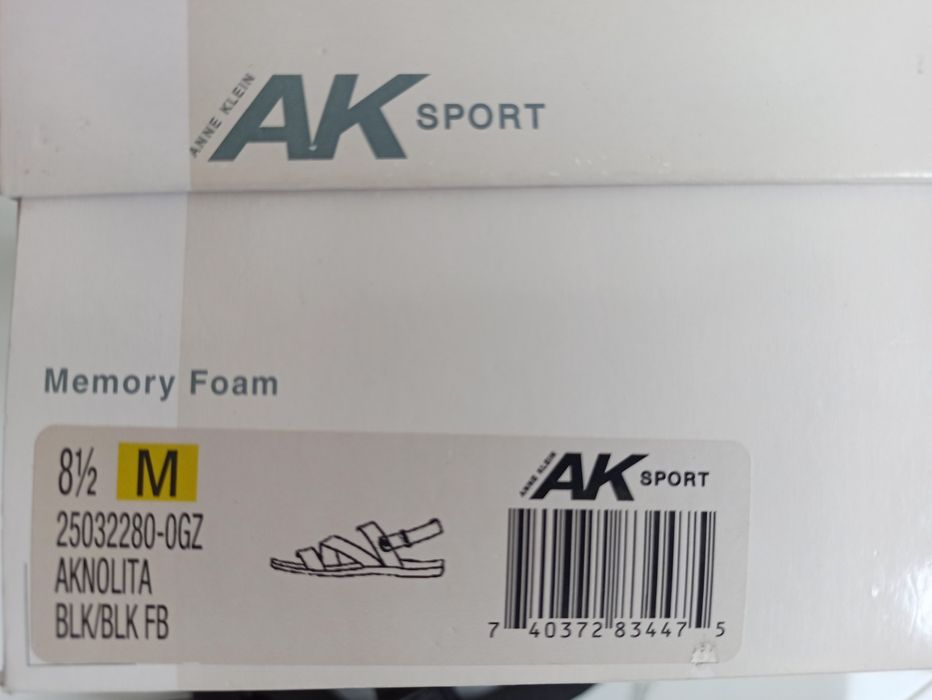 ANNE KLEIN
AK SPORT
Memory Foam
8½ M
25032280-0GZ
AKNOLITA
BLK/BLK FB
ANNE KLEIN
AK SPORT
7 40372 83447 5